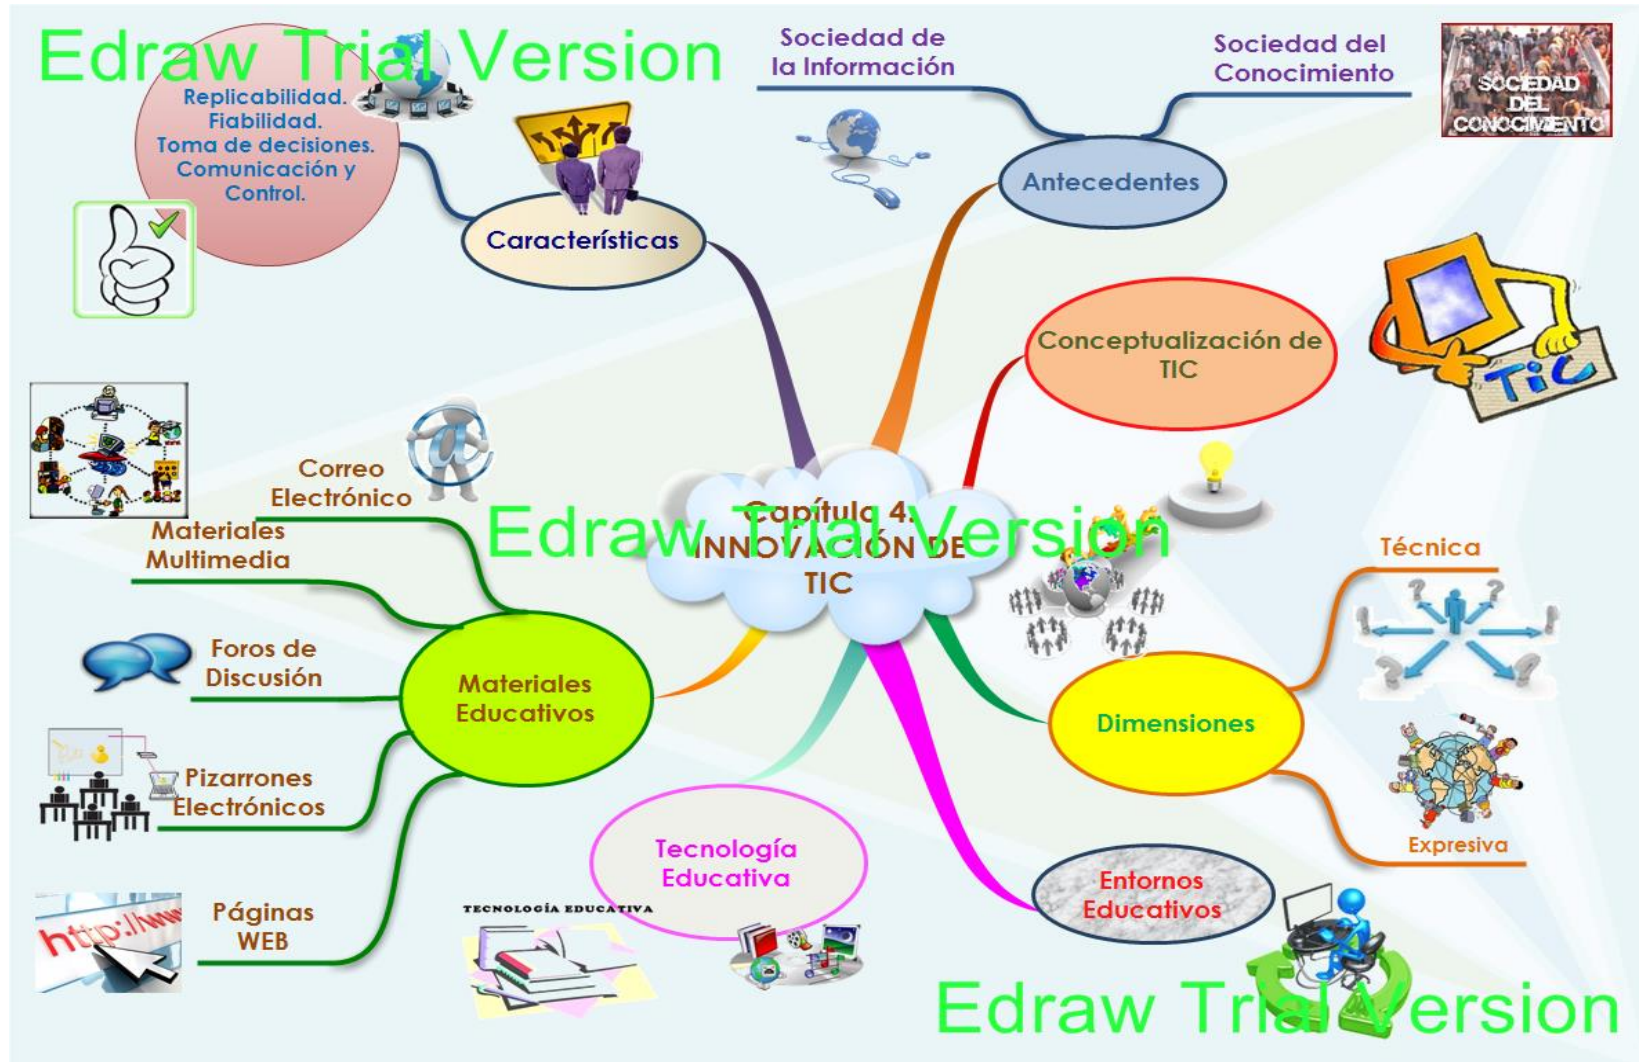 Edraw Trial Version
Replicabilidad.
Fiabilidad.
Toma de decisiones.
Comunicación y
Control.
Características
Sociedad de
la Información
Sociedad del
Conocimiento
SOCIEDAD
DEL
CONOCIMIENTO
Antecedentes
Conceptualización de
TIC
TiC
Capítulo 4.
INNOVACIÓN DE
TIC
Edraw Trial Version
Correo
Electrónico
Materiales
Multimedia
Foros de
Discusión
Pizarrones
Electrónicos
Páginas
WEB
http://ww
Materiales
Educativos
Técnica
Dimensiones
Expresiva
Tecnología
Educativa
TECNOLOGÍA EDUCATIVA
Entornos
Educativos
Edraw Trial Version